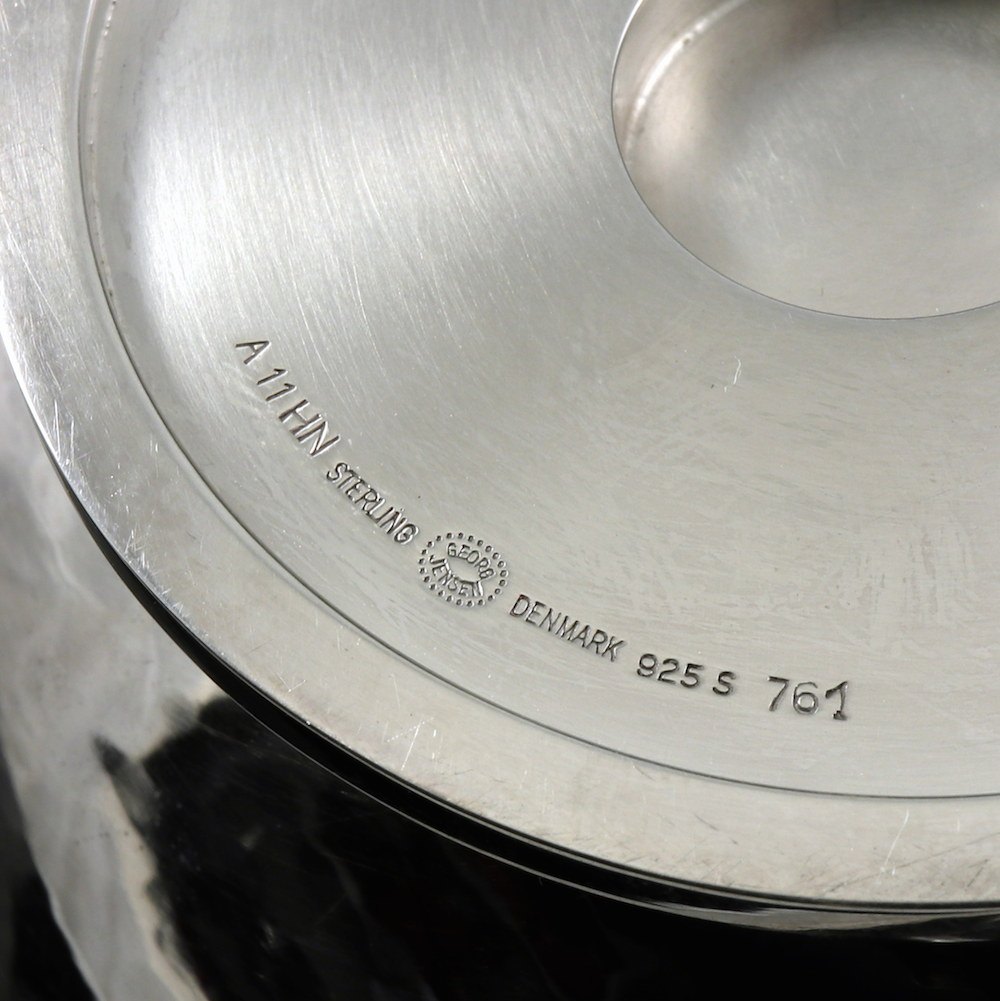 A 11 HN STERLING GEORG JENSEN DENMARK 925 S 761